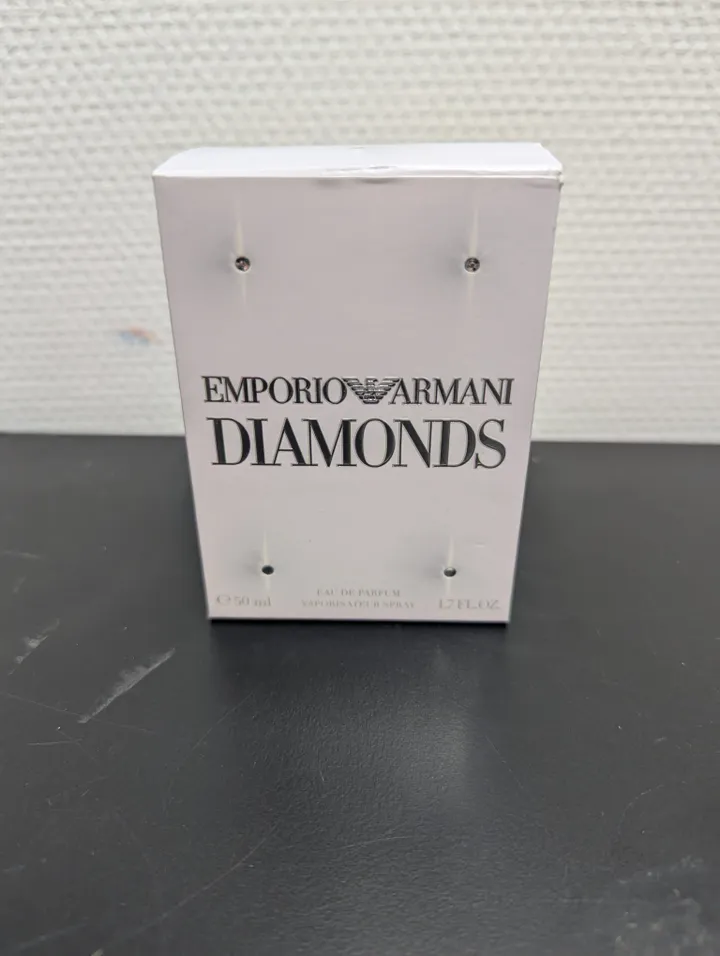 EMPORIO ARMANI
DIAMONDS
℮ 50 ml EAU DE PARFUM 1.7 FL.OZ.
VAPORISATEUR SPRAY